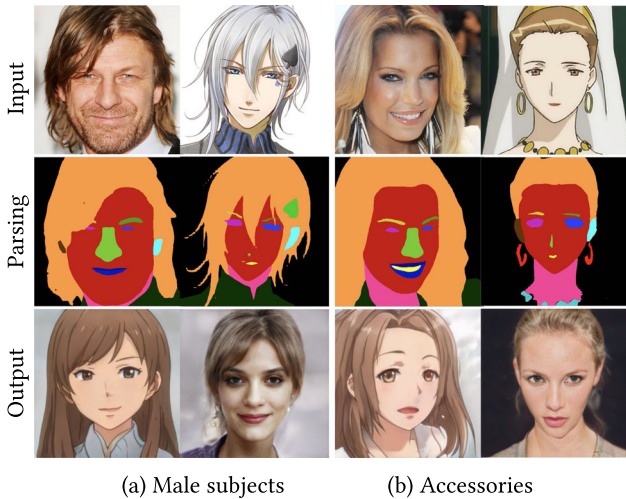 Input
Parsing
Output
(a) Male subjects
(b) Accessories